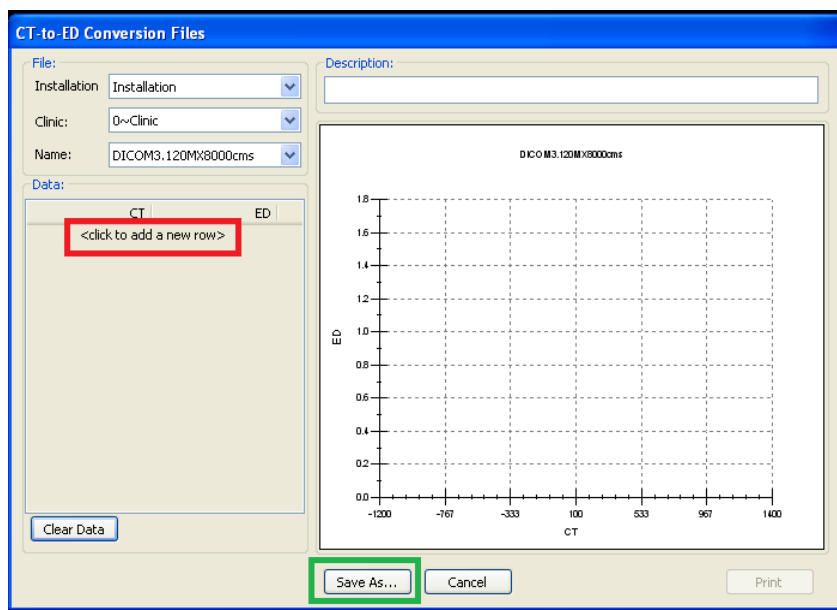 CT-to-ED Conversion Files
File:
Installation Installation
Clinic: 0~Clinic
Name: DICOM3.120MX8000cms
Data:
CT ED
<click to add a new row>
Clear Data
Description:
DICOM3.120MX8000cms
1.8
1.6
1.4
1.2
1.0
0.8
0.6
0.4
0.2
0.0
ED
-1200 -767 -333 100 533 967 1400
CT
Save As... Cancel Print